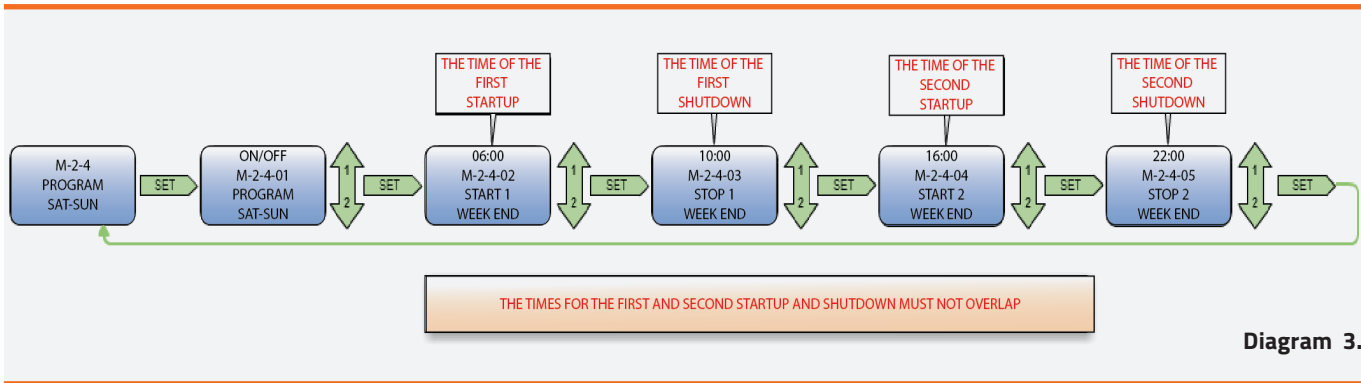 THE TIME OF THE
FIRST
STARTUP
THE TIME OF THE
FIRST
SHUTDOWN
THE TIME OF THE
SECOND
STARTUP
THE TIME OF THE
SECOND
SHUTDOWN
M-2-4
PROGRAM
SAT-SUN
SET
ON/OFF
M-2-4-01
PROGRAM
SAT-SUN
1
2
SET
06:00
M-2-4-02
START 1
WEEK END
1
2
SET
10:00
M-2-4-03
STOP 1
WEEK END
1
2
SET
16:00
M-2-4-04
START 2
WEEK END
1
2
SET
22:00
M-2-4-05
STOP 2
WEEK END
1
2
SET
THE TIMES FOR THE FIRST AND SECOND STARTUP AND SHUTDOWN MUST NOT OVERLAP
Diagram 3.